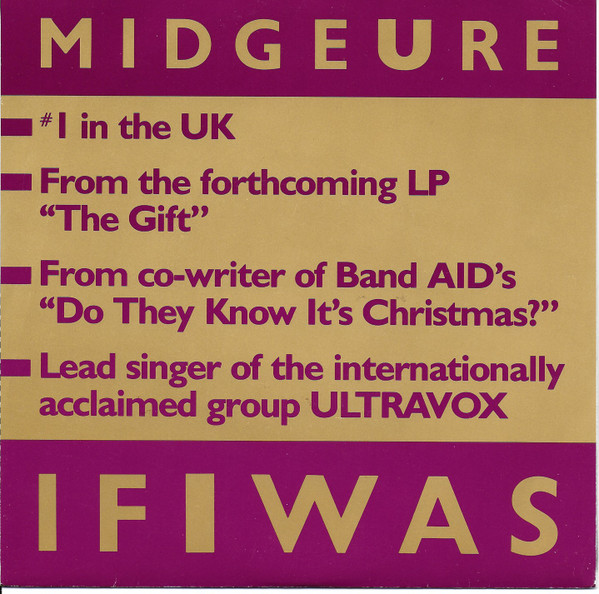 MIDGEURE
#1 in the UK
From the forthcoming LP
“The Gift”
From co-writer of Band AID’s
“Do They Know It’s Christmas?”
Lead singer of the internationally
acclaimed group ULTRAVOX
IFIWAS